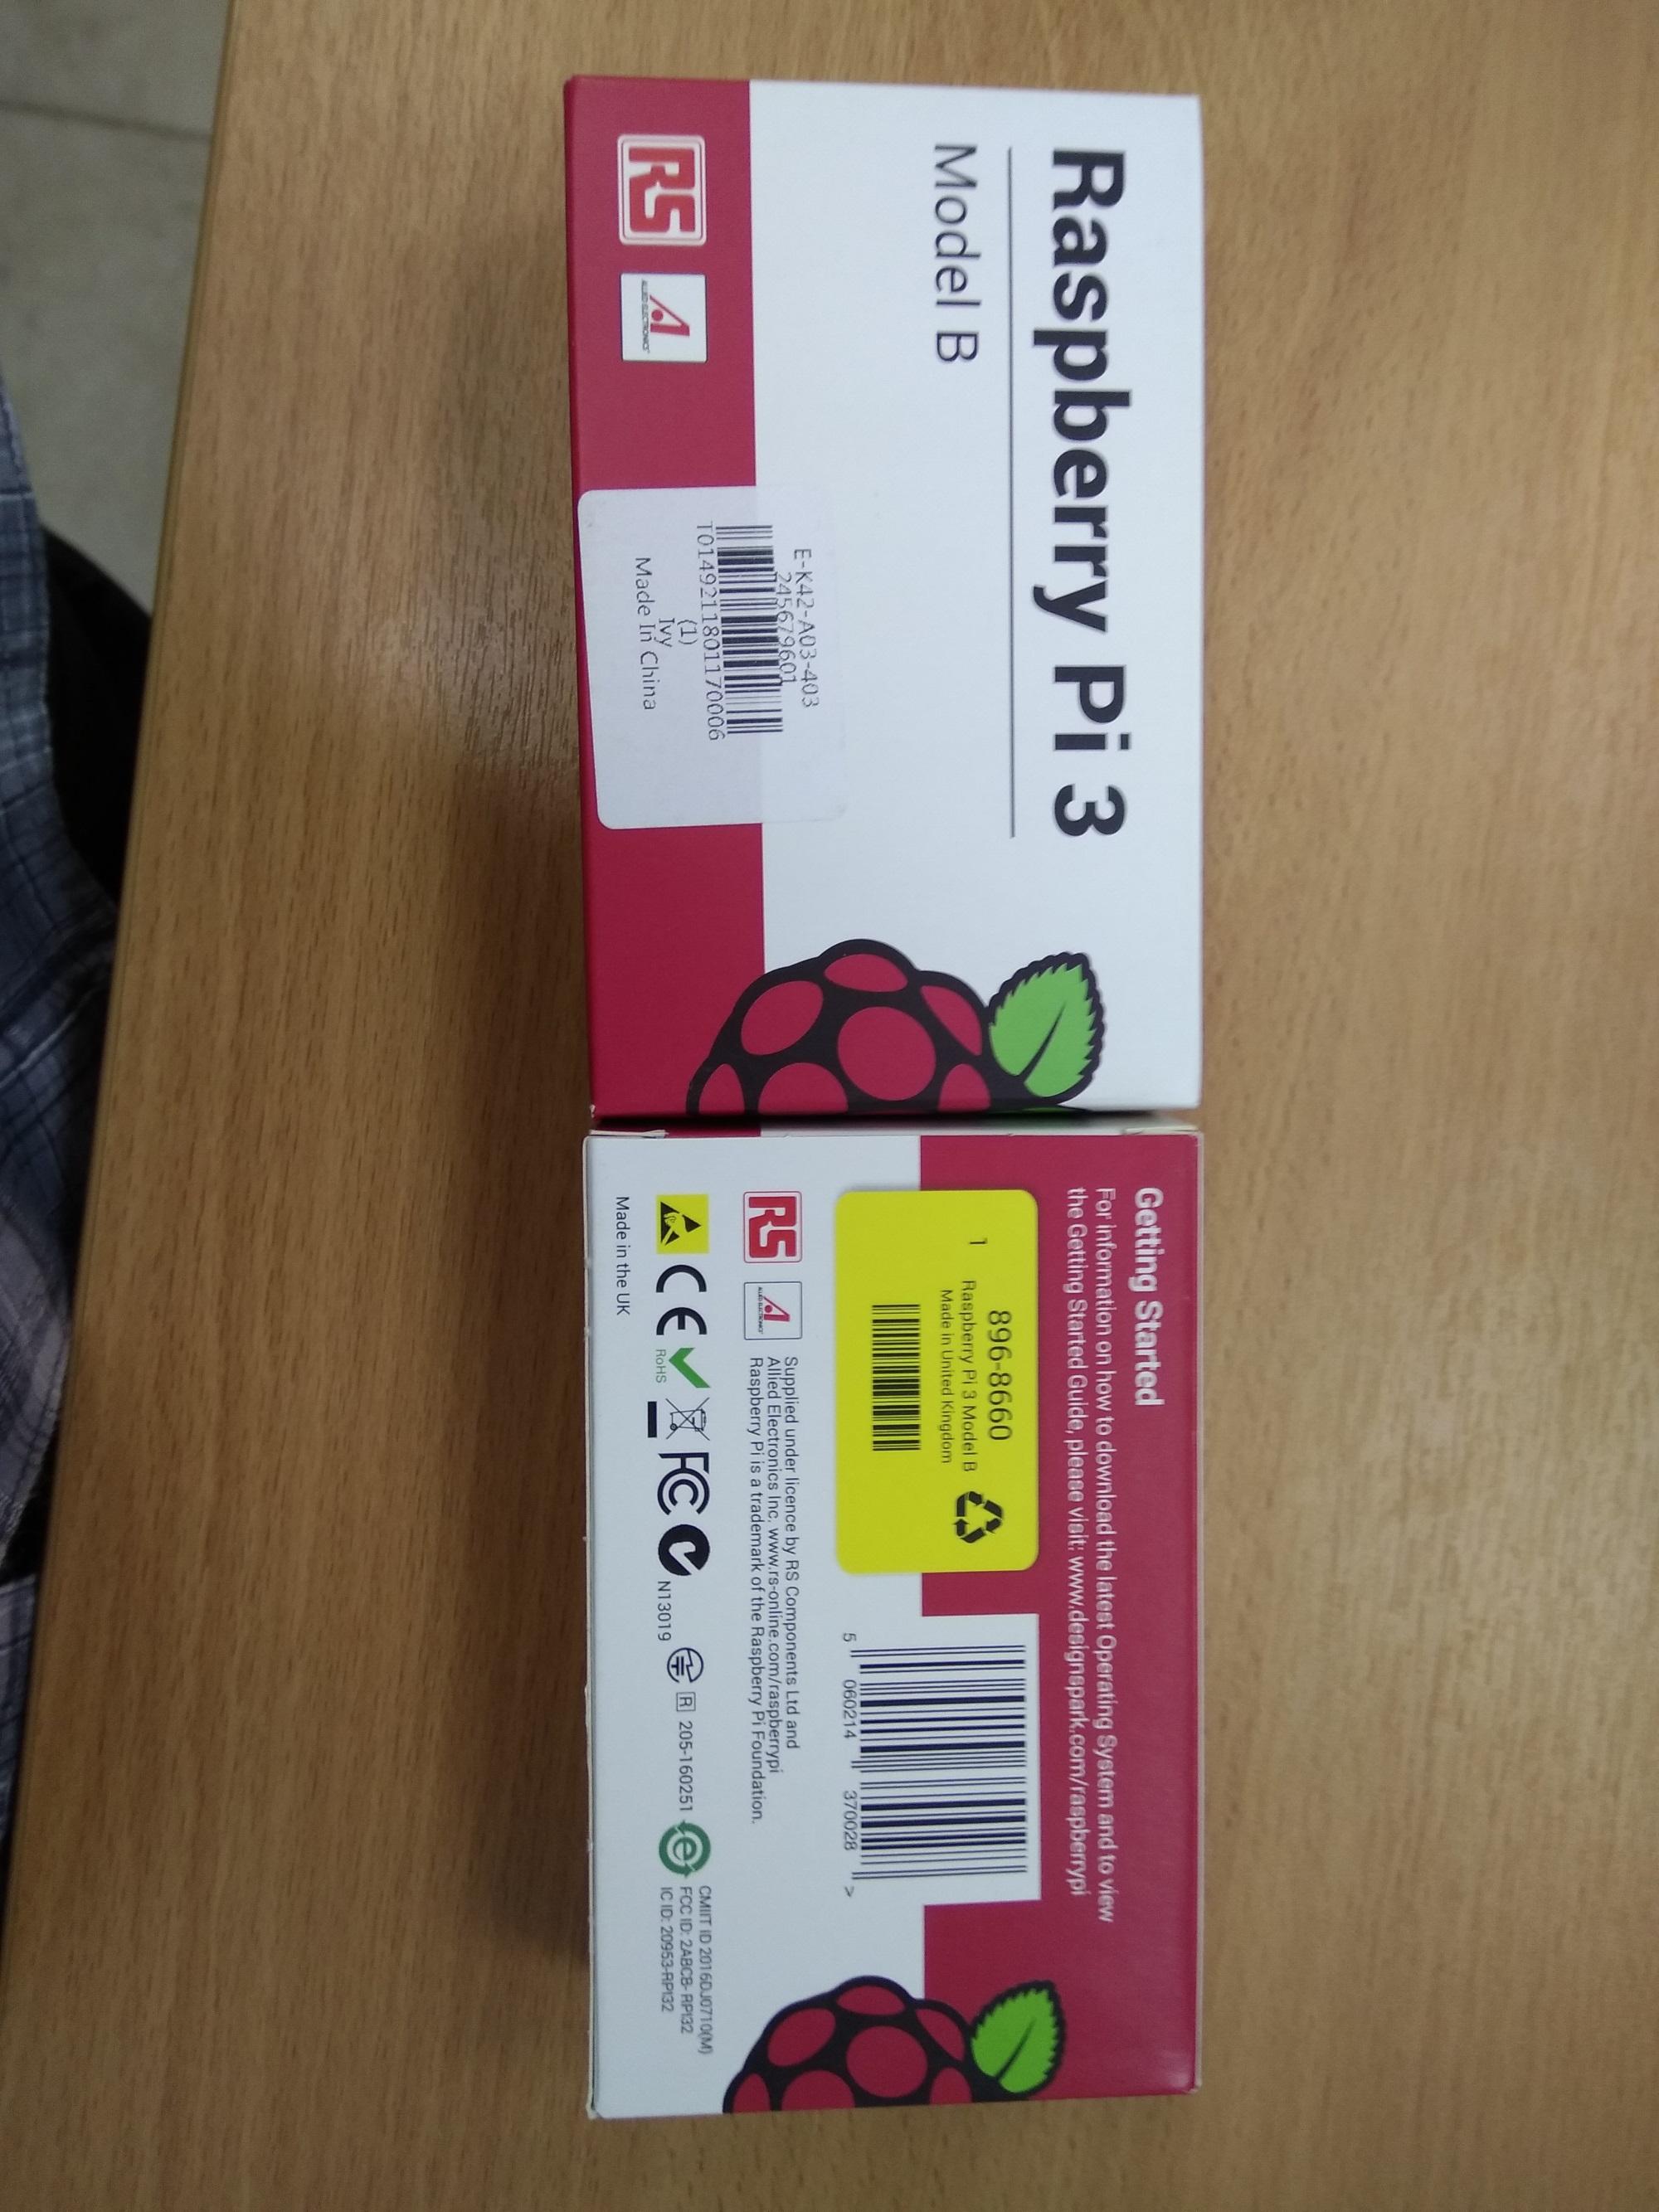 Raspberry Pi 3
Model B
E-K42-A03-403
245679601
T0149211801170006
(1)
Ivy
Made In China
RS
A
ALLIED ELECTRONICS
Getting Started
For information on how to download the latest Operating System and to view
the Getting Started Guide, please visit: www.designspark.com/raspberrypi
896-8660
1 Raspberry Pi 3 Model B
Made in United Kingdom
5 060214 370028 >
RS
A
ALLIED ELECTRONICS
Supplied under licence by RS Components Ltd and
Allied Electronics Inc. www.rs-online.com/raspberrypi
Raspberry Pi is a trademark of the Raspberry Pi Foundation.
CE
RoHS
FC
N13019
R 205-160251
e
CMIIT ID 2016DJ0710(M)
FCC ID: 2ABCB-RPI32
IC ID: 20953-RPI32
Made in the UK